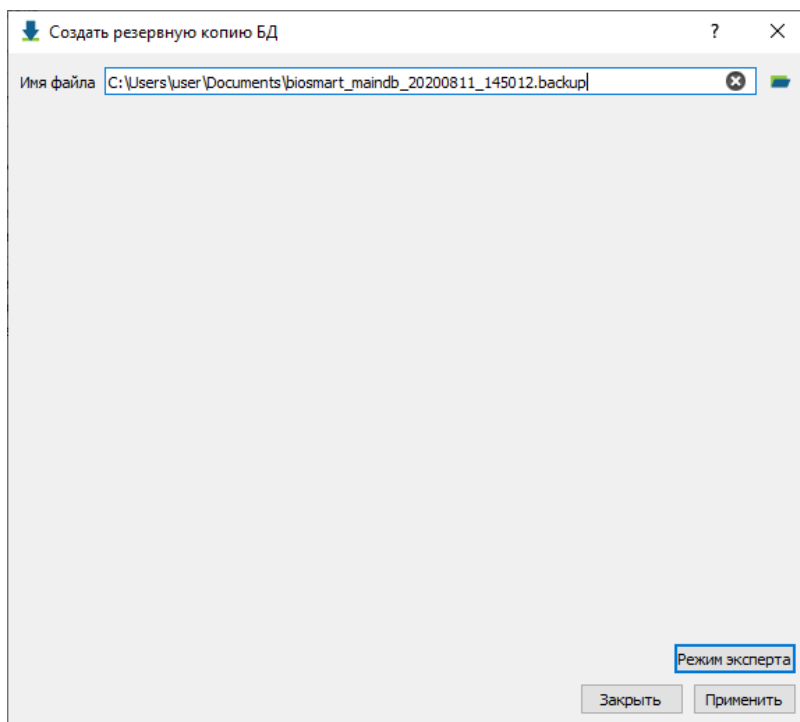 Создать резервную копию БД ?
Имя файла C:\Users\user\Documents\biosmart_maindb_20200811_145012.backup
Режим эксперта
Закрыть Применить